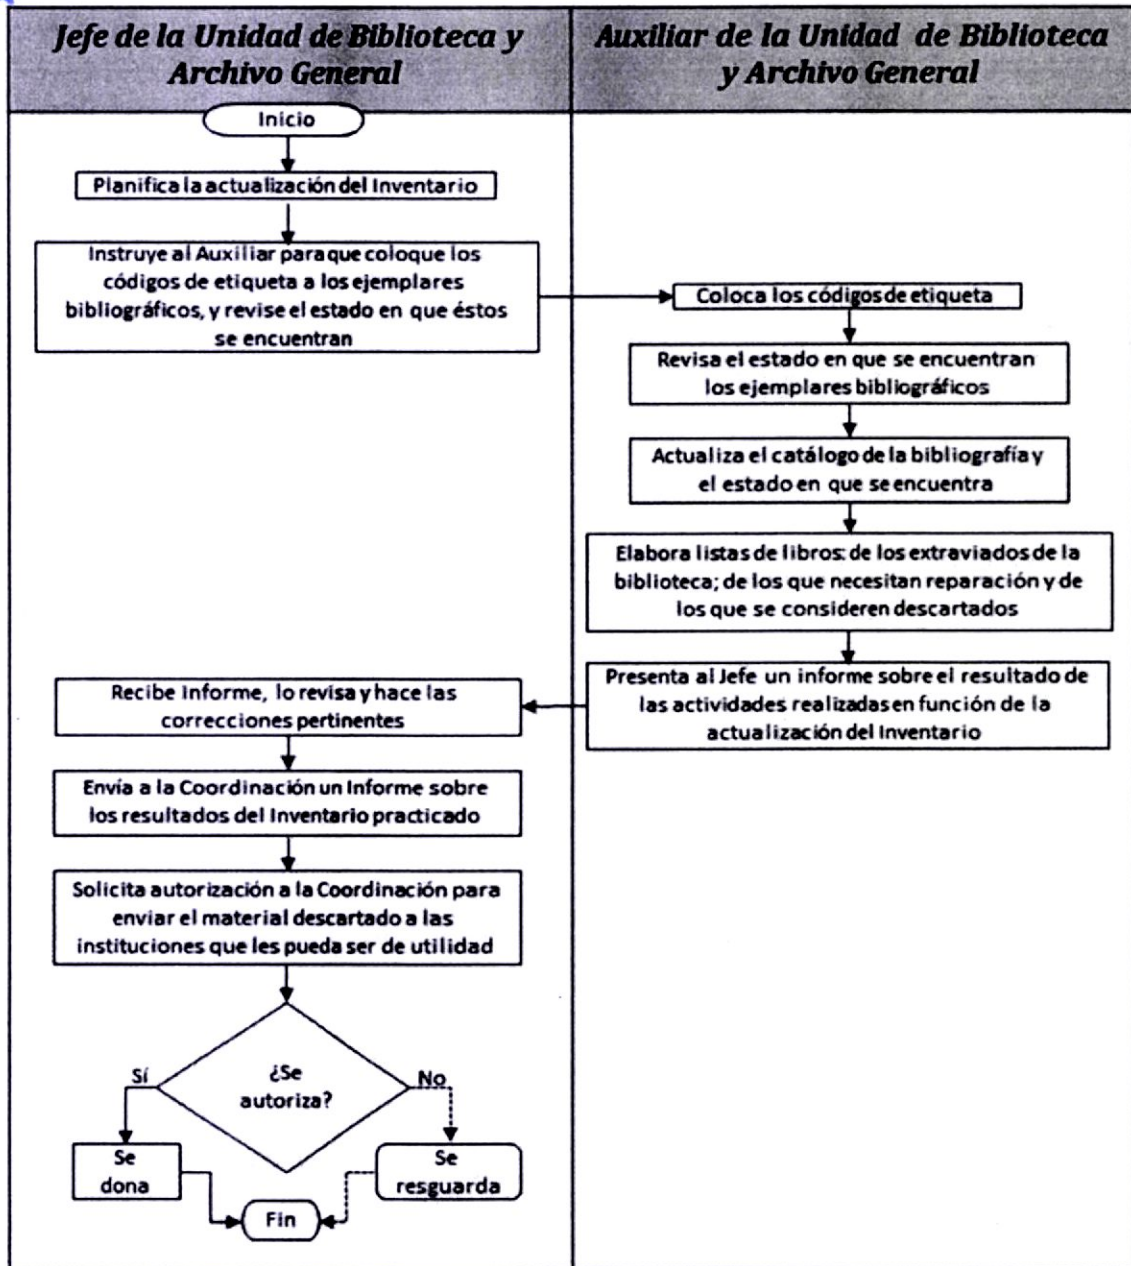 Jefe de la Unidad de Biblioteca y
Archivo General
Auxiliar de la Unidad de Biblioteca
y Archivo General
Inicio
Planifica la actualización del Inventario
Instruye al Auxiliar para que coloque los
códigos de etiqueta a los ejemplares
bibliográficos, y revise el estado en que éstos
se encuentran
Coloca los códigos de etiqueta
Revisa el estado en que se encuentran
los ejemplares bibliográficos
Actualiza el catálogo de la bibliografía y
el estado en que se encuentra
Elabora listas de libros: de los extraviados de la
biblioteca; de los que necesitan reparación y de
los que se consideren descartados
Presenta al Jefe un informe sobre el resultado de
las actividades realizadas en función de la
actualización del Inventario
Recibe Informe, lo revisa y hace las
correcciones pertinentes
Envía a la Coordinación un Informe sobre
los resultados del Inventario practicado
Solicita autorización a la Coordinación para
enviar el material descartado a las
instituciones que les pueda ser de utilidad
¿Se
autoriza?
Sí
No
Se
dona
Se
resguarda
Fin